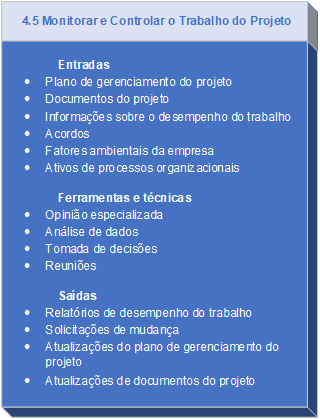 4.5 Monitorar e Controlar o Trabalho do Projeto
Entradas
• Plano de gerenciamento do projeto
• Documentos do projeto
• Informações sobre o desempenho do trabalho
• Acordos
• Fatores ambientais da empresa
• Ativos de processos organizacionais
Ferramentas e técnicas
• Opinião especializada
• Análise de dados
• Tomada de decisões
• Reuniões
Saídas
• Relatórios de desempenho do trabalho
• Solicitações de mudança
• Atualizações do plano de gerenciamento do
projeto
• Atualizações de documentos do projeto